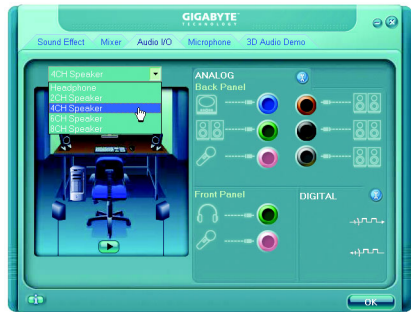 GIGABYTE
TECHNOLOGY
Sound Effect Mixer Audio I/O Microphone 3D Audio Demo
4CH Speaker
Headphone
2CH Speaker
4CH Speaker
6CH Speaker
8CH Speaker
ANALOG
Back Panel
Front Panel
DIGITAL
OK